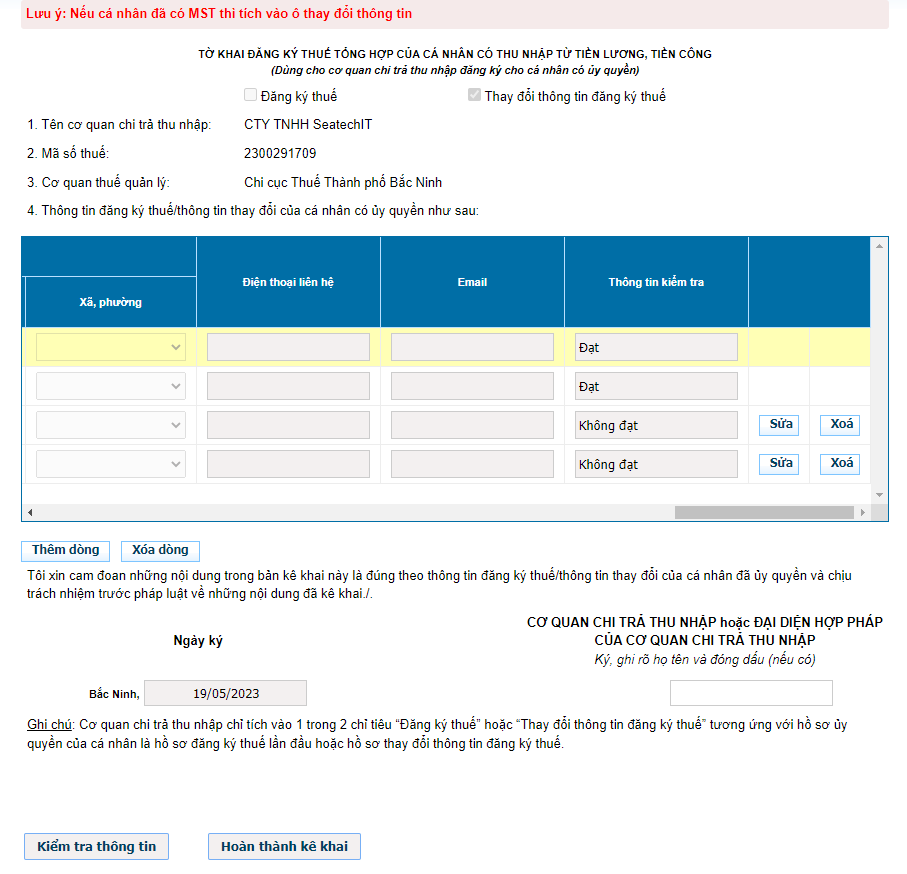 Lưu ý: Nếu cá nhân đã có MST thì tích vào ô thay đổi thông tin
TỜ KHAI ĐĂNG KÝ THUẾ TỔNG HỢP CỦA CÁ NHÂN CÓ THU NHẬP TỪ TIỀN LƯƠNG, TIỀN CÔNG
(Dùng cho cơ quan chi trả thu nhập đăng ký cho cá nhân có ủy quyền)
Đăng ký thuế Thay đổi thông tin đăng ký thuế
1. Tên cơ quan chi trả thu nhập: CTY TNHH SeatechIT
2. Mã số thuế: 2300291709
3. Cơ quan thuế quản lý: Chi cục Thuế Thành phố Bắc Ninh
4. Thông tin đăng ký thuế/thông tin thay đổi của cá nhân có ủy quyền như sau:
Điện thoại liên hệ Email Thông tin kiểm tra
Xã, phường
Đạt
Đạt
Không đạt Sửa Xoá
Không đạt Sửa Xoá
Thêm dòng Xóa dòng
Tôi xin cam đoan những nội dung trong bản kê khai này là đúng theo thông tin đăng ký thuế/thông tin thay đổi của cá nhân đã ủy quyền và chịu
trách nhiệm trước pháp luật về những nội dung đã kê khai./.
CƠ QUAN CHI TRẢ THU NHẬP hoặc ĐẠI DIỆN HỢP PHÁP
Ngày ký CỦA CƠ QUAN CHI TRẢ THU NHẬP
Ký, ghi rõ họ tên và đóng dấu (nếu có)
Bắc Ninh, 19/05/2023
Ghi chú: Cơ quan chi trả thu nhập chỉ tích vào 1 trong 2 chỉ tiêu “Đăng ký thuế” hoặc “Thay đổi thông tin đăng ký thuế” tương ứng với hồ sơ ủy
quyền của cá nhân là hồ sơ đăng ký thuế lần đầu hoặc hồ sơ thay đổi thông tin đăng ký thuế.
Kiểm tra thông tin Hoàn thành kê khai